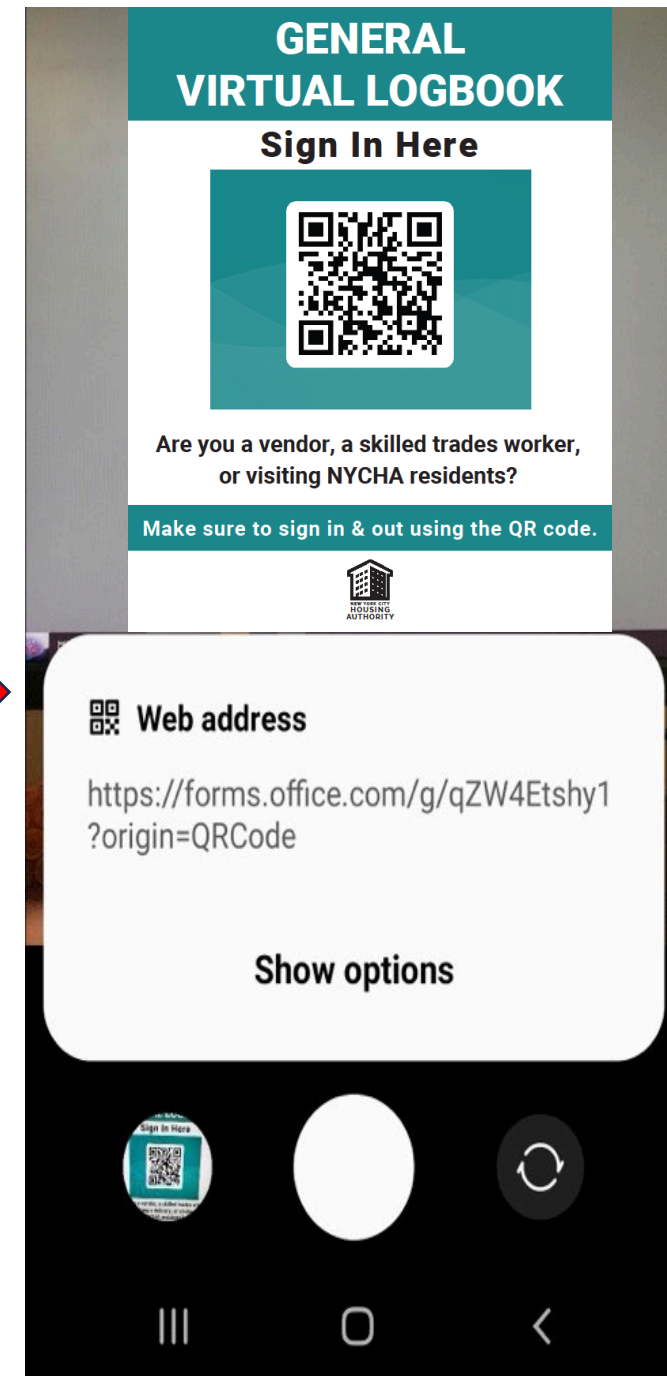 GENERAL
VIRTUAL LOGBOOK
Sign In Here
Are you a vendor, a skilled trades worker,
or visiting NYCHA residents?
Make sure to sign in & out using the QR code.
NEW YORK CITY
HOUSING
AUTHORITY
Web address
https://forms.office.com/g/qZW4Etshy1
?origin=QRCode
Show options
Sign In Here